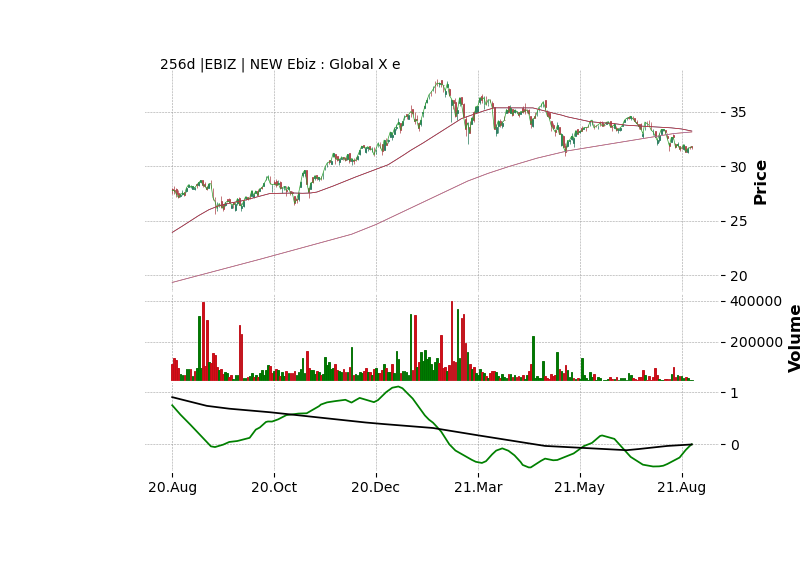 256d |EBIZ | NEW Ebiz : Global X e
35
30
25
20
Price
400000
200000
Volume
1
0
20.Aug 20.Oct 20.Dec 21.Mar 21.May 21.Aug